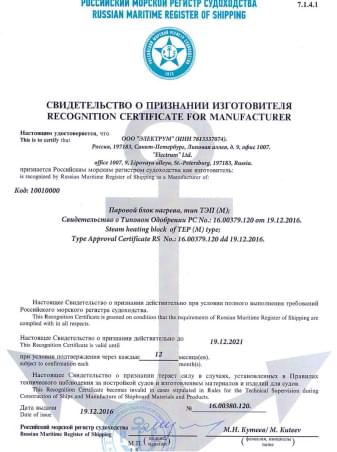 РОССИЙСКИЙ МОРСКОЙ РЕГИСТР СУДОХОДСТВА
RUSSIAN MARITIME REGISTER OF SHIPPING
7.1.4.1
СВИДЕТЕЛЬСТВО О ПРИЗНАНИИ ИЗГОТОВИТЕЛЯ
RECOGNITION CERTIFICATE FOR MANUFACTURER
Настоящим удостоверяется, что
This is to certify that
ООО "ЭЛЕКТРУМ" (ИНН 7813337074).
Россия, 197183, Санкт-Петербург, Липовая аллея, д. 9, офис 1007,
"Electrum" Ltd.
office 1007, 9, Lipovaya alleya, St.-Petersburg, 197183, Russia.
признается Российским морским регистром судоходства как изготовитель:
is recognized by Russian Maritime Register of Shipping as a Manufacturer of:
Код: 10010000
Паровой блок нагрева, тип ТЭП (М);
Свидетельство о Типовом Одобрении РС No.: 16.00379.120 от 19.12.2016.
Steam heating block of TEP (M) type;
Type Approval Certificate RS No.: 16.00379.120 dd 19.12.2016.
Настоящее Свидетельство о признании действительно при условии полного выполнения требований
Российского морского регистра судоходства.
This Recognition Certificate is granted on condition that the requirements of Russian Maritime Register of Shipping are
complied with in all respects.
Настоящее Свидетельство о признании действительно до
This Recognition Certificate is valid until
19.12.2021
при условии подтверждения через каждые 12 месяца(ев).
subject to confirmation each month(s).
Настоящее Свидетельство о признании теряет силу в случаях, установленных в Правилах
технического наблюдения за постройкой судов и изготовлением материалов и изделий для судов.
This Recognition Certificate becomes invalid in cases stipulated in Rules for the Technical Supervision during
Construction of Ships and Manufacture of Shipboard Materials and Products.
Дата выдачи
Date of issue
19.12.2016
№ 16.00380.120.
Российский морской регистр судоходства
Russian Maritime Register of Shipping
М.Н. Кутеев/ M. Kuteev
М.П.
(подпись)
(фамилия, инициалы)